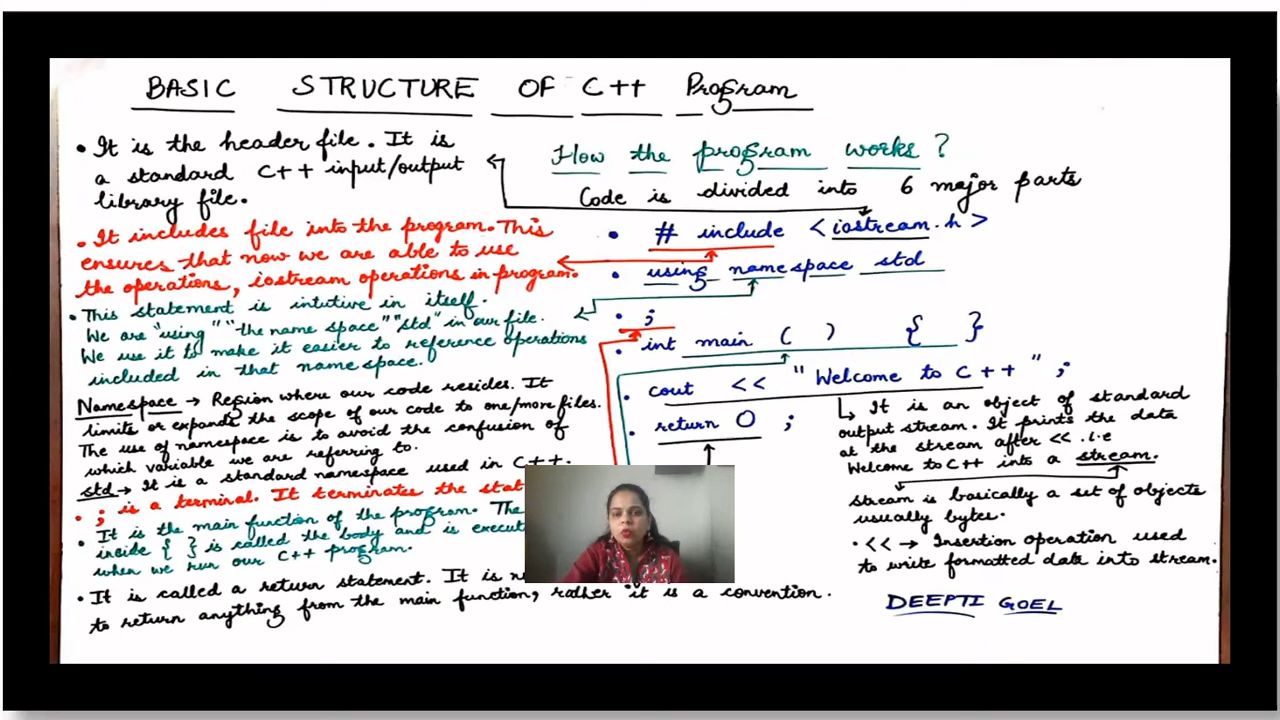 BASIC STRUCTURE OF C++ Program
• It is the header file. It is
a standard C++ input/output
library file.
• It includes file into the program. This
ensures that now we are able to use
the operations, iostream operations in program.
• This statement is intutive in itself.
We are "using" "the name space" "std" in our file.
We use it to make it easier to reference operations
included in that name space.
Namespace → Region where our code resides. It
limits or expands the scope of our code to one/more files.
The use of namespace is to avoid the confusion of
which variable we are referring to.
std → It is a standard namespace used in C++.
• ; is a terminal. It terminates the
• It is the main function of the program. The
inside { } is called the body and is
when we run our C++ program.
• It is called a return statement. It is
to return anything from the main function, rather it is a convention.
How the program works?
Code is divided into 6 major parts
• # include <iostream.h>
• using namespace std
• ;
• int main ( ) { }
• cout << "Welcome to C++" ;
• return 0 ;
↳ It is an object of standard
output stream. It prints the data
at the stream after <<. i.e
Welcome to C++ into a stream.
stream is basically a set of objects
usually bytes.
• << → Insertion operation used
to write formatted data into stream.
DEEPTI GOEL